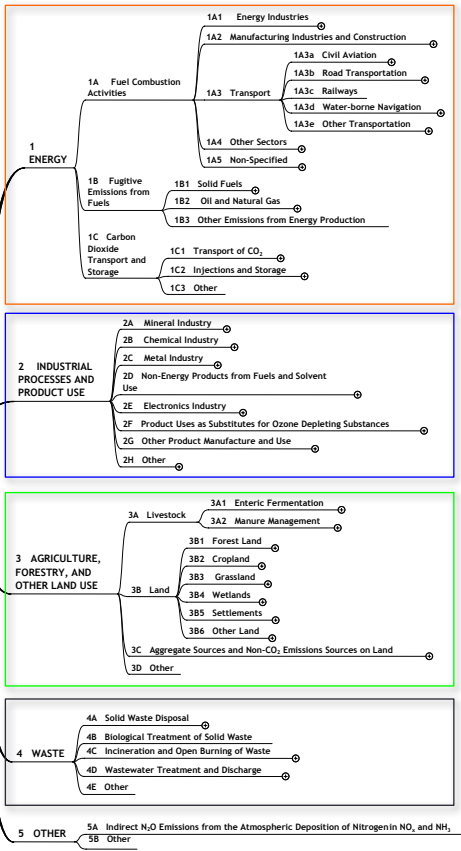 1A1 Energy Industries
1A2 Manufacturing Industries and Construction
1A3a Civil Aviation
1A3b Road Transportation
1A Fuel Combustion
Activities
1A3 Transport
1A3c Railways
1A3d Water-borne Navigation
1A3e Other Transportation
1A4 Other Sectors
1A5 Non-Specified
1
ENERGY
1B Fugitive
Emissions from
Fuels
1B1 Solid Fuels
1B2 Oil and Natural Gas
1B3 Other Emissions from Energy Production
1C Carbon
Dioxide
Transport and
Storage
1C1 Transport of CO₂
1C2 Injections and Storage
1C3 Other
2 INDUSTRIAL
PROCESSES AND
PRODUCT USE
2A Mineral Industry
2B Chemical Industry
2C Metal Industry
2D Non-Energy Products from Fuels and Solvent
Use
2E Electronics Industry
2F Product Uses as Substitutes for Ozone Depleting Substances
2G Other Product Manufacture and Use
2H Other
3 AGRICULTURE,
FORESTRY, AND
OTHER LAND USE
3A Livestock
3A1 Enteric Fermentation
3A2 Manure Management
3B Land
3B1 Forest Land
3B2 Cropland
3B3 Grassland
3B4 Wetlands
3B5 Settlements
3B6 Other Land
3C Aggregate Sources and Non-CO₂ Emissions Sources on Land
3D Other
4 WASTE
4A Solid Waste Disposal
4B Biological Treatment of Solid Waste
4C Incineration and Open Burning of Waste
4D Wastewater Treatment and Discharge
4E Other
5 OTHER
5A Indirect N₂O Emissions from the Atmospheric Deposition of Nitrogen in NOₓ and NH₃
5B Other